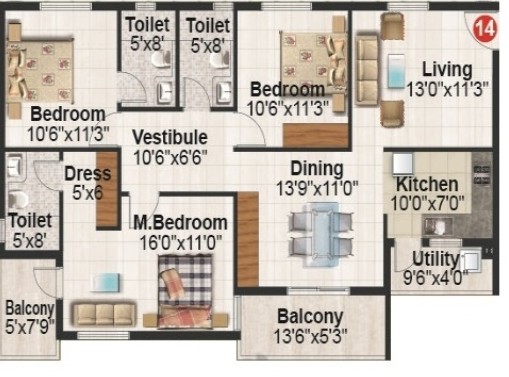 Toilet
5'x8'
Toilet
5'x8'
14
Living
13'0"x11'3"
Bedroom
10'6"x11'3"
Bedroom
10'6"x11'3"
Vestibule
10'6"x6'6"
Dress
5'x6
Dining
13'9"x11'0"
Kitchen
10'0"x7'0"
Toilet
5'x8'
M.Bedroom
16'0"x11'0"
Utility
9'6"x4'0"
Balcony
5'x7'9"
Balcony
13'6"x5'3"